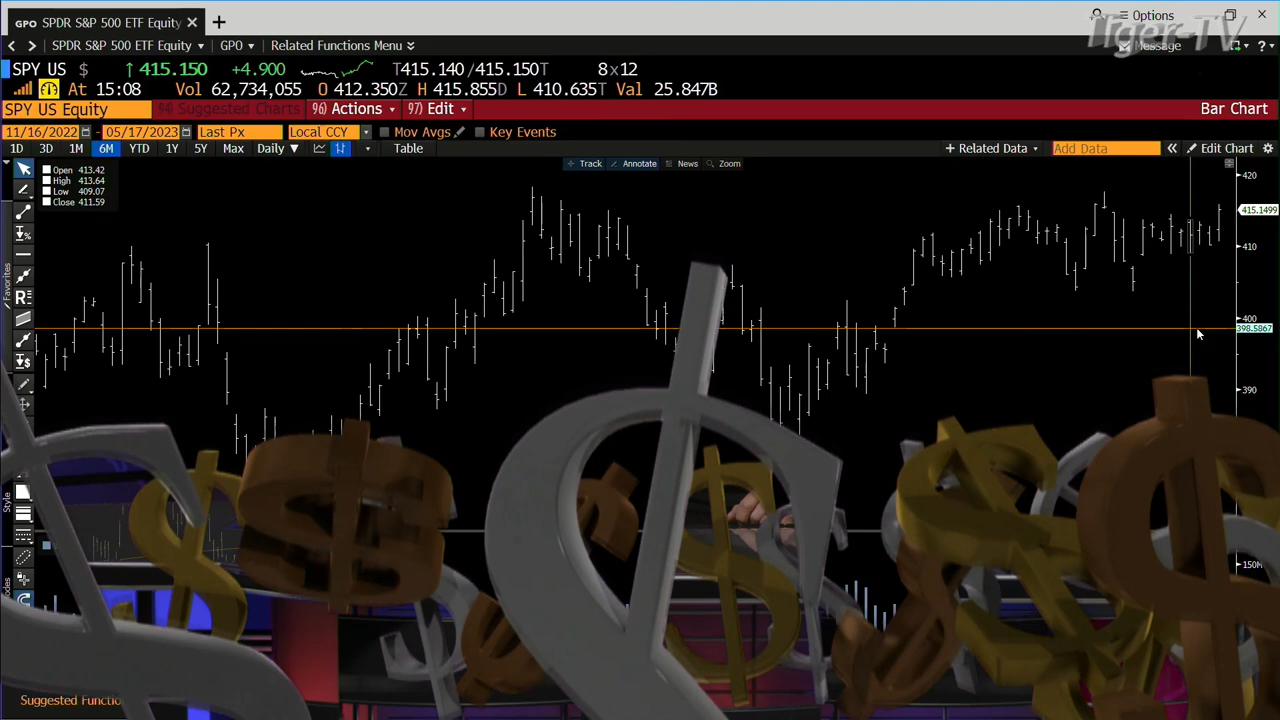 GPO SPDR S&P 500 ETF Equity
Options
Tiger-TV
SPDR S&P 500 ETF Equity GPO Related Functions Menu
Message
SPY US $ 415.150 +4.900 T415.140/415.150T 8x12
At 15:08 Vol 62,734,055 O 412.350Z H 415.855D L 410.635T Val 25.847B
SPY US Equity 94) Suggested Charts 96) Actions 97) Edit Bar Chart
11/16/2022 - 05/17/2023 Last Px Local CCY Mov Avgs Key Events
1D 3D 1M 6M YTD 1Y 5Y Max Daily Table + Related Data Add Data Edit Chart
Track Annotate News Zoom
Open 413.42
High 413.64
Low 409.07
Close 411.59
420
415.1499
410
400
398.5867
390
Favorites
Style
150M
Suggested Functio